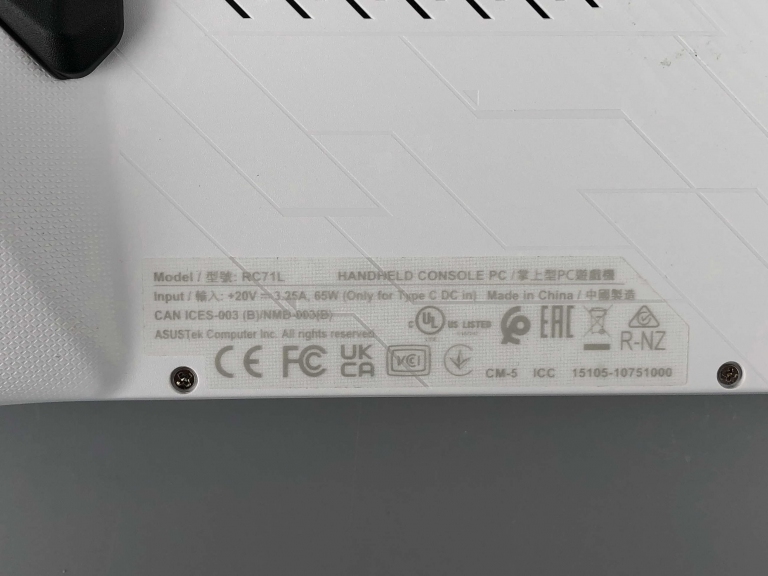 Model / 型號: RC71L HANDHELD CONSOLE PC / 掌上型PC遊戲機
Input / 輸入: +20V ⎓ 3.25A, 65W (Only for Type C DC in) Made in China / 中國製造
CAN ICES-003 (B)/NMB-003(B)
ASUSTek Computer Inc. All rights reserved.
C UL US LISTED EAC R-NZ
CE FC UK CA VCCI CM-5 ICC 15105-10751000